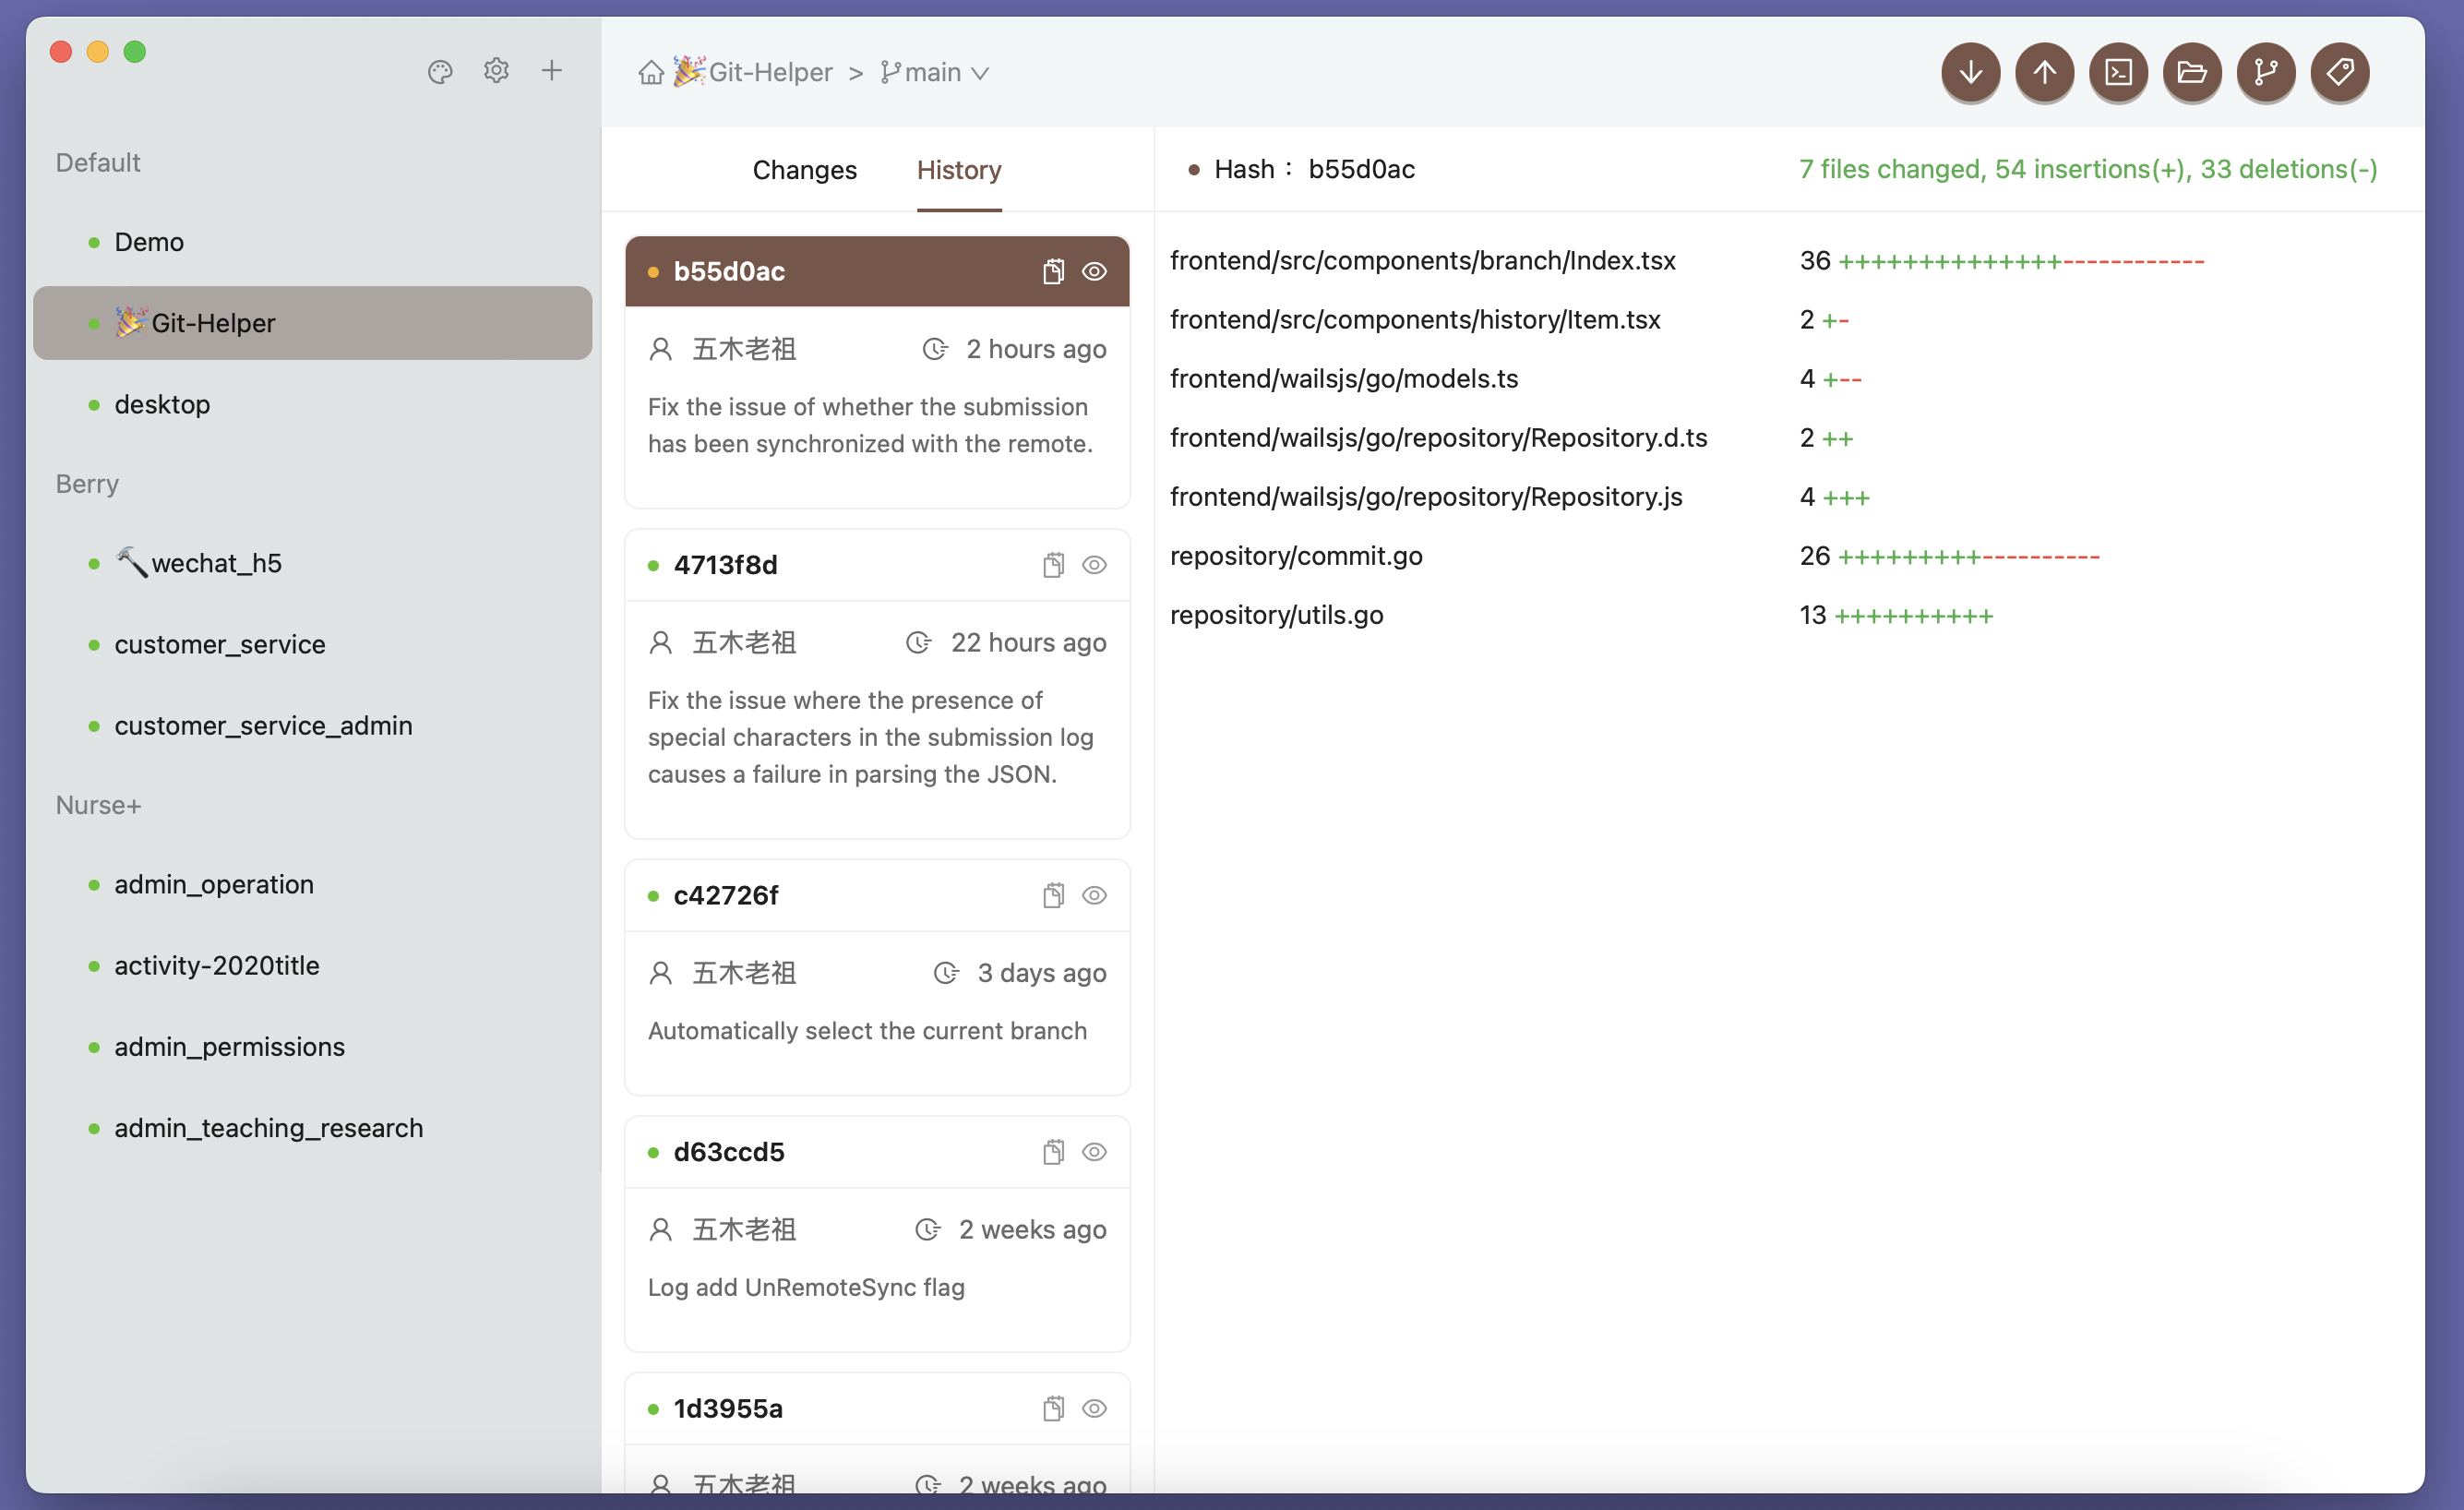 Default
Demo
Git-Helper
desktop
Berry
wechat_h5
customer_service
customer_service_admin
Nurse+
admin_operation
activity-2020title
admin_permissions
admin_teaching_research
Git-Helper > main
Changes History
b55d0ac
五木老祖 2 hours ago
Fix the issue of whether the submission
has been synchronized with the remote.
4713f8d
五木老祖 22 hours ago
Fix the issue where the presence of
special characters in the submission log
causes a failure in parsing the JSON.
c42726f
五木老祖 3 days ago
Automatically select the current branch
d63ccd5
五木老祖 2 weeks ago
Log add UnRemoteSync flag
1d3955a
五木老祖 2 weeks ago
Hash： b55d0ac 7 files changed, 54 insertions(+), 33 deletions(-)
frontend/src/components/branch/Index.tsx 36 ++++++++++++++------------
frontend/src/components/history/Item.tsx 2 +-
frontend/wailsjs/go/models.ts 4 +--
frontend/wailsjs/go/repository/Repository.d.ts 2 ++
frontend/wailsjs/go/repository/Repository.js 4 +++
repository/commit.go 26 +++++++++----------
repository/utils.go 13 ++++++++++